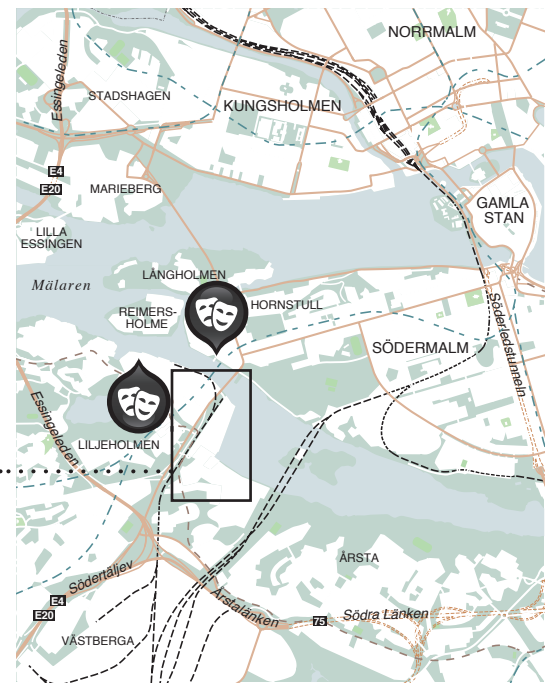 NORRMALM
Essingeleden
STADSHAGEN
KUNGSHOLMEN
E4
E20
MARIEBERG
GAMLA
STAN
LILLA
ESSINGEN
LÅNGHOLMEN
Mälaren
HORNSTULL
REIMERS-
HOLME
Söderledstunneln
SÖDERMALM
Essingeleden
LILJEHOLMEN
ÅRSTA
Södertäljev
Årstalänken
E4
E20
75
Södra Länken
VÄSTBERGA